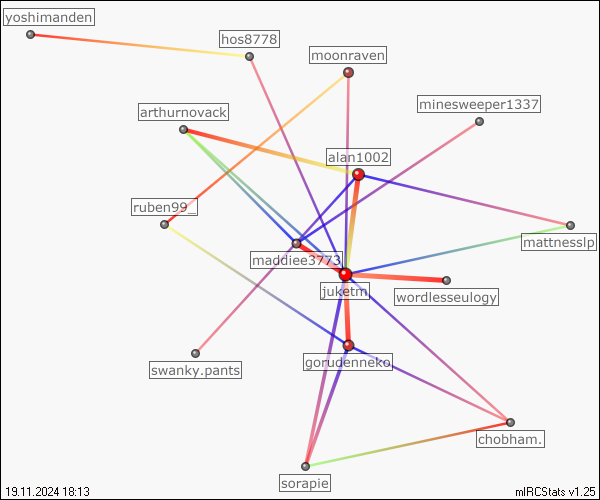 yoshimanden
hos8778
moonraven
minesweeper1337
arthurnovack
alan1002
ruben99_
mattnesslp
maddiee3773
juketm
wordlesseulogy
swanky.pants
gorudenneko
chobham.
sorapie
19.11.2024 18:13
mIRCStats v1.25